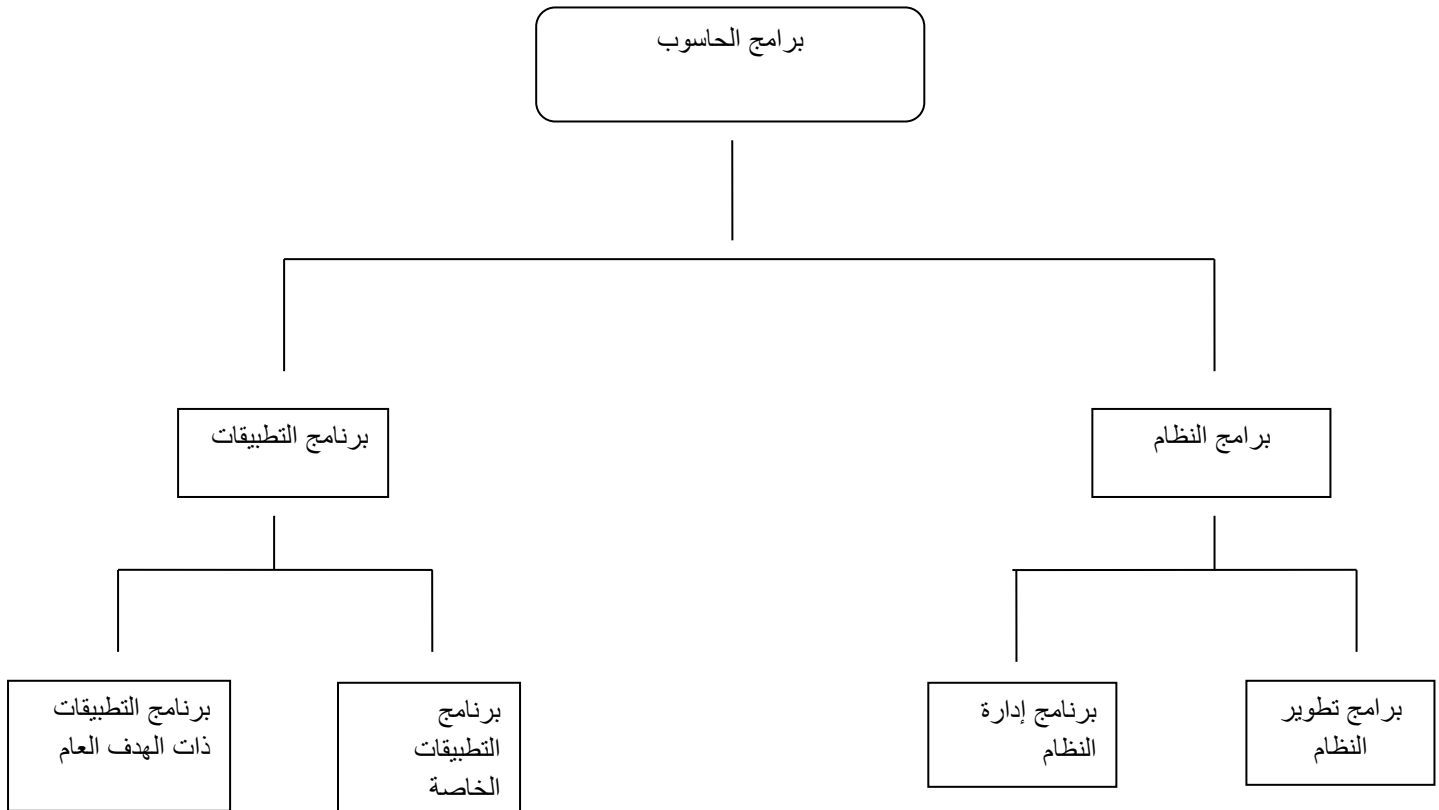 برامج الحاسوب
برامج النظام
برنامج التطبيقات
برامج تطوير
النظام
برنامج إدارة
النظام
برنامج
التطبيقات
الخاصة
برنامج التطبيقات
ذات الهدف العام